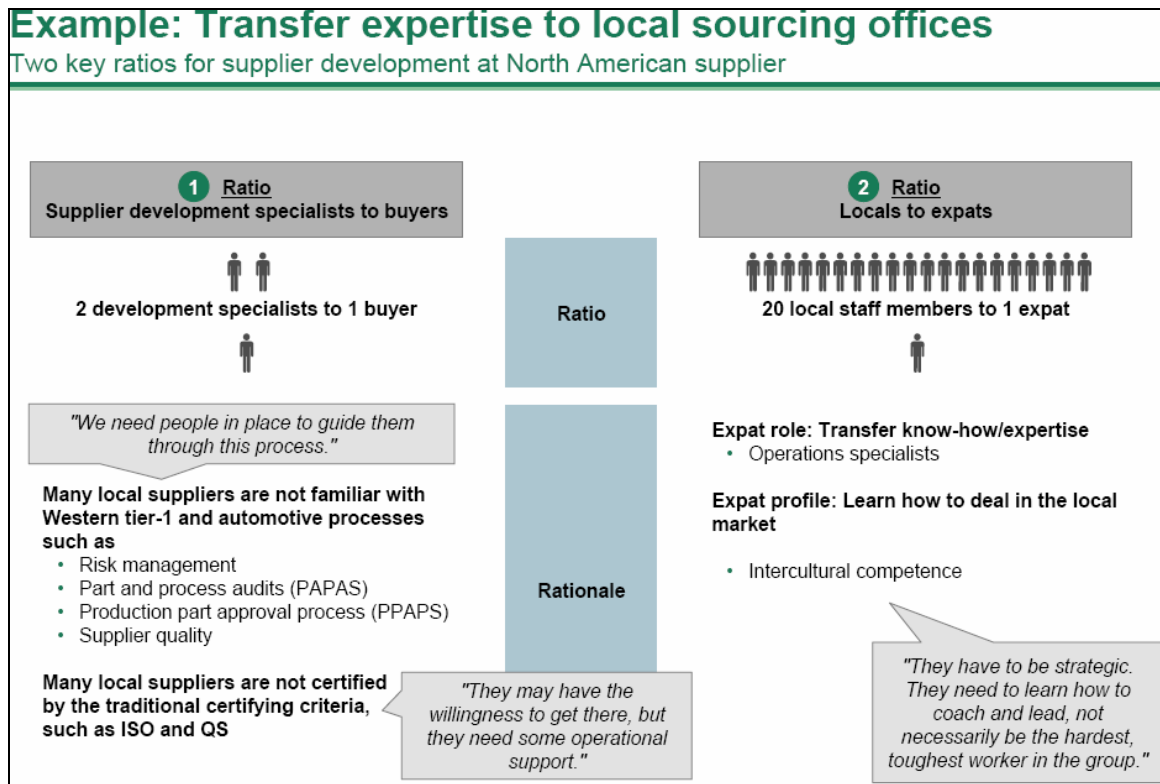 Example: Transfer expertise to local sourcing offices
Two key ratios for supplier development at North American supplier
1 Ratio
Supplier development specialists to buyers
2 development specialists to 1 buyer
"We need people in place to guide them
through this process."
Many local suppliers are not familiar with
Western tier-1 and automotive processes
such as
• Risk management
• Part and process audits (PAPAS)
• Production part approval process (PPAPS)
• Supplier quality
Many local suppliers are not certified
by the traditional certifying criteria,
such as ISO and QS
"They may have the
willingness to get there, but
they need some operational
support."
Ratio
Rationale
2 Ratio
Locals to expats
20 local staff members to 1 expat
Expat role: Transfer know-how/expertise
• Operations specialists
Expat profile: Learn how to deal in the local
market
• Intercultural competence
"They have to be strategic.
They need to learn how to
coach and lead, not
necessarily be the hardest,
toughest worker in the group."